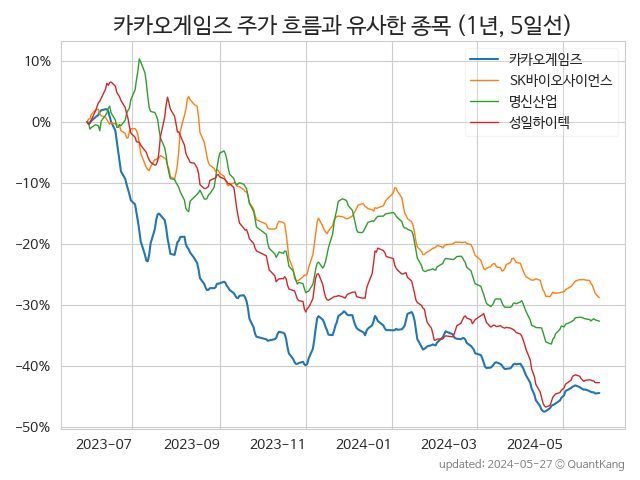 카카오게임즈 주가 흐름과 유사한 종목 (1년, 5일선)
카카오게임즈
SK바이오사이언스
명신산업
성일하이텍
10%
0%
−10%
−20%
−30%
−40%
−50%
2023-07 2023-09 2023-11 2024-01 2024-03 2024-05
updated: 2024-05-27 © QuantKang